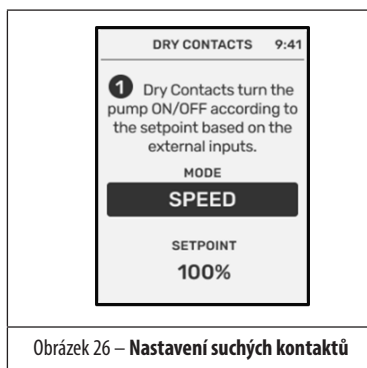 DRY CONTACTS 9:41
1 Dry Contacts turn the
pump ON/OFF according to
the setpoint based on the
external inputs.
MODE
SPEED
SETPOINT
100%
Obrázek 26 – Nastavení suchých kontaktů